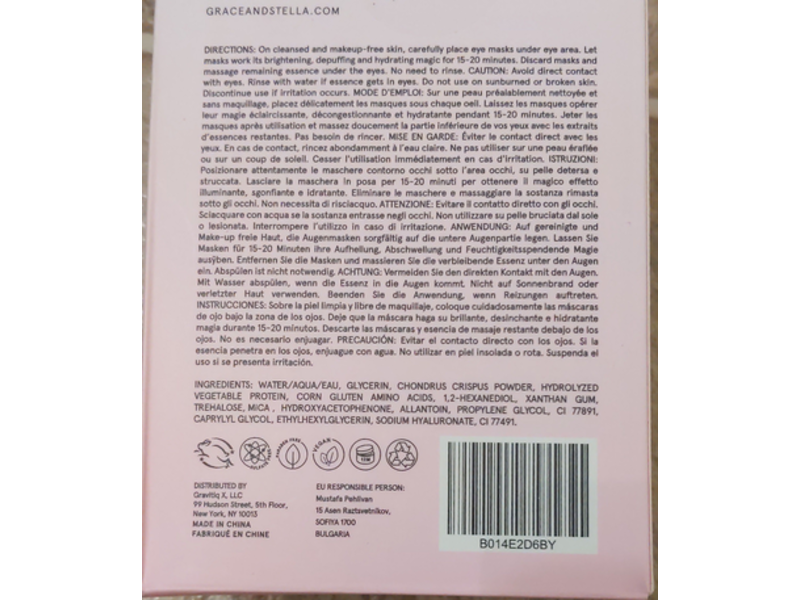 GRACEANDSTELLA.COM
DIRECTIONS: On cleansed and makeup-free skin, carefully place eye masks under eye area. Let
masks work its brightening, depuffing and hydrating magic for 15-20 minutes. Discard masks and
massage remaining essence under the eyes. No need to rinse. CAUTION: Avoid direct contact
with eyes. Rinse with water if essence gets in eyes. Do not use on sunburned or broken skin.
Discontinue use if irritation occurs. MODE D'EMPLOI: Sur une peau préalablement nettoyée et
sans maquillage, placez délicatement les masques sous chaque oeil. Laissez les masques opérer
leur magie éclaircissante, décongestionnante et hydratante pendant 15-20 minutes. Jeter les
masques après utilisation et massez doucement la partie inférieure de vos yeux avec les extraits
d'essences restantes. Pas besoin de rincer. MISE EN GARDE: Éviter le contact direct avec les
yeux. En cas de contact, rincez abondamment à l'eau claire. Ne pas utiliser sur une peau éraflée
ou sur un coup de soleil. Cesser l'utilisation immédiatement en cas d'irritation. ISTRUZIONI:
Posizionare attentamente le maschere contorno occhi sotto l'area occhi, su pelle detersa e
struccata. Lasciare la maschera in posa per 15-20 minuti per ottenere il magico effetto
illuminante, sgonfiante e idratante. Eliminare le maschere e massaggiare la sostanza rimasta
sotto gli occhi. Non necessita di risciacquo. ATTENZIONE: Evitare il contatto diretto con gli occhi.
Sciacquare con acqua se la sostanza entrasse negli occhi. Non utilizzare su pelle bruciata dal sole
o lesionata. Interrompere l'utilizzo in caso di irritazione. ANWENDUNG: Auf gereinigte und
Make-up freie Haut, die Augenmasken sorgfältig auf die untere Augenpartie legen. Lassen Sie
Masken für 15-20 Minuten ihre Aufhellung, Abschwellung und Feuchtigkeitsspendende Magie
ausüben. Entfernen Sie die Masken und massieren Sie die verbleibende Essenz unter den Augen
ein. Abspülen ist nicht notwendig. ACHTUNG: Vermeiden Sie den direkten Kontakt mit den Augen.
Mit Wasser abspülen, wenn die Essenz in die Augen kommt. Nicht auf Sonnenbrand oder
verletzter Haut verwenden. Beenden Sie die Anwendung, wenn Reizungen auftreten.
INSTRUCCIONES: Sobre la piel limpia y libre de maquillaje, coloque cuidadosamente las máscaras
de ojo bajo la zona de los ojos. Deje que la máscara haga su brillante, desinchante e hidratante
magia durante 15-20 minutos. Descarte las máscaras y esencia de masaje restante debajo de los
ojos. No es necesario enjuagar. PRECAUCIÓN: Evitar el contacto directo con los ojos. Si la
esencia penetra en los ojos, enjuague con agua. No utilizar en piel insolada o rota. Suspenda el
uso si se presenta irritación.
INGREDIENTS: WATER/AQUA/EAU, GLYCERIN, CHONDRUS CRISPUS POWDER, HYDROLYZED
VEGETABLE PROTEIN, CORN GLUTEN AMINO ACIDS, 1,2-HEXANEDIOL, XANTHAN GUM,
TREHALOSE, MICA , HYDROXYACETOPHENONE, ALLANTOIN, PROPYLENE GLYCOL, CI 77891,
CAPRYLYL GLYCOL, ETHYLHEXYLGLYCERIN, SODIUM HYALURONATE, CI 77491.
SULFATE FREE
PARABEN FREE
VEGAN
12M
DISTRIBUTED BY
Gravitiq X, LLC
99 Hudson Street, 5th Floor,
New York, NY 10013
MADE IN CHINA
FABRIQUÉ EN CHINE
EU RESPONSIBLE PERSON:
Mustafa Pehlivan
15 Asen Raztsvetnikov,
SOFIYA 1700
BULGARIA
B014E2D6BY